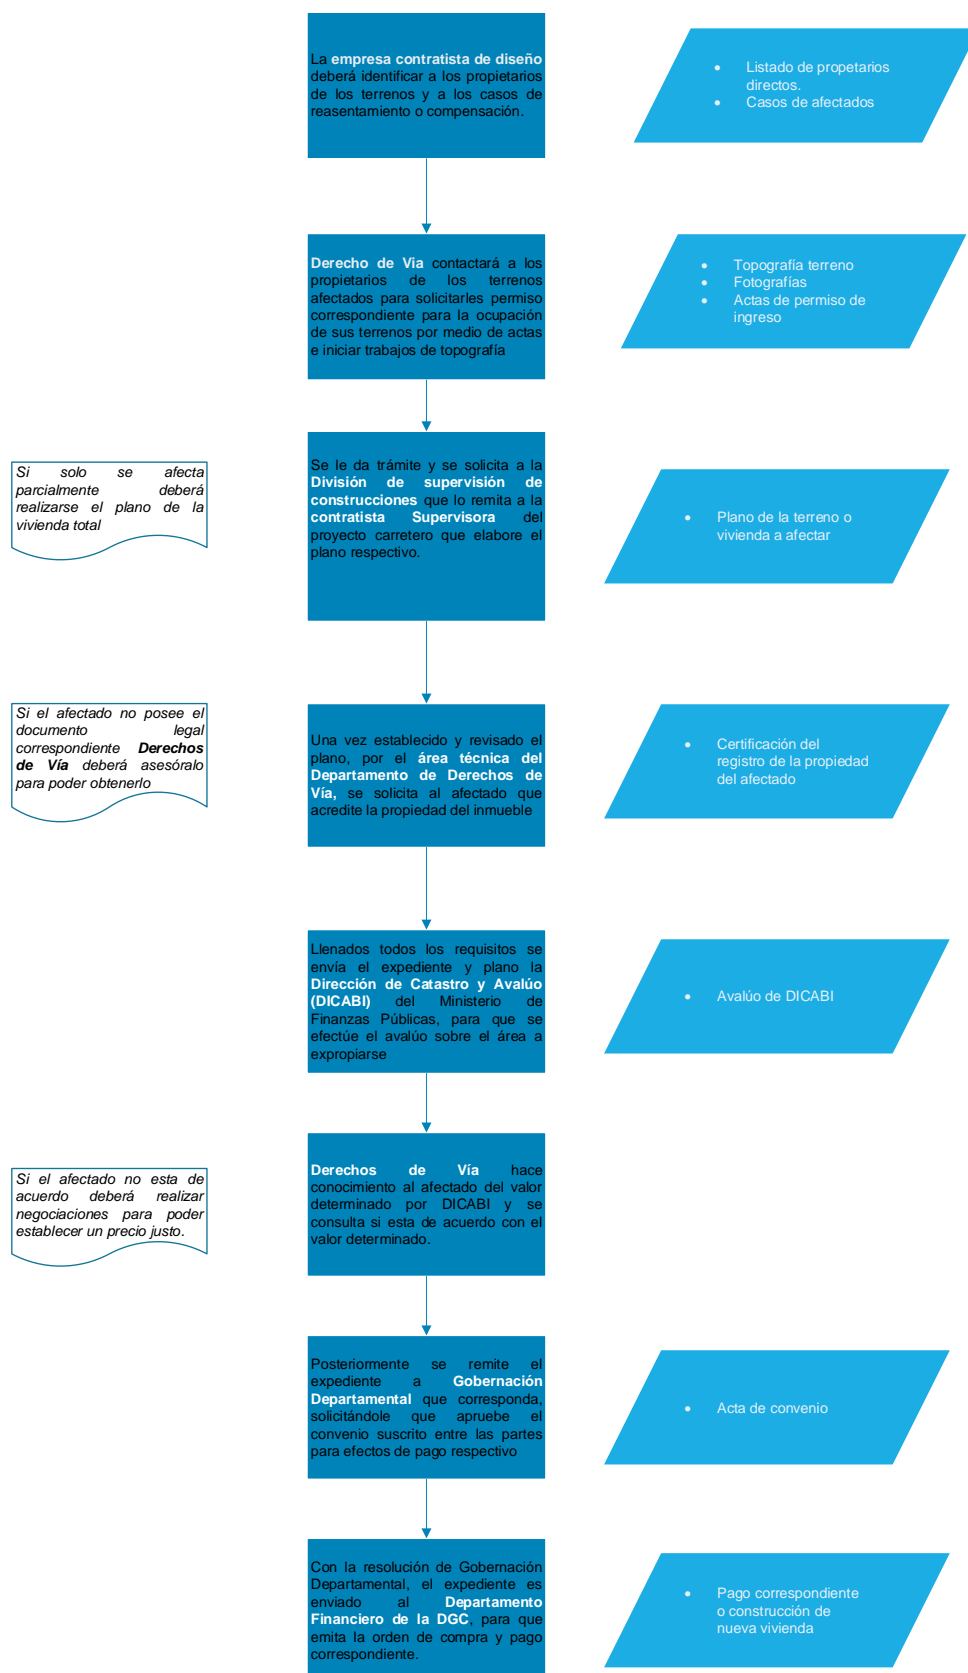 La empresa contratista de diseño
deberá identificar a los propietarios
de los terrenos y a los casos de
reasentamiento o compensación.
• Listado de propetarios
directos.
• Casos de afectados
Derecho de Via contactará a los
propietarios de los terrenos
afectados para solicitarles permiso
correspondiente para la ocupación
de sus terrenos por medio de actas
e iniciar trabajos de topografía
• Topografía terreno
• Fotografías
• Actas de permiso de
ingreso
Si solo se afecta
parcialmente deberá
realizarse el plano de la
vivienda total
Se le da trámite y se solicita a la
División de supervisión de
construcciones que lo remita a la
contratista Supervisora del
proyecto carretero que elabore el
plano respectivo.
• Plano de la terreno o
vivienda a afectar
Si el afectado no posee el
documento legal
correspondiente Derechos
de Vía deberá asesóralo
para poder obtenerlo
Una vez establecido y revisado el
plano, por el área técnica del
Departamento de Derechos de
Vía, se solicita al afectado que
acredite la propiedad del inmueble
• Certificación del
registro de la propiedad
del afectado
Llenados todos los requisitos se
envía el expediente y plano la
Dirección de Catastro y Avalúo
(DICABI) del Ministerio de
Finanzas Públicas, para que se
efectúe el avalúo sobre el área a
expropiarse
• Avalúo de DICABI
Si el afectado no esta de
acuerdo deberá realizar
negociaciones para poder
establecer un precio justo.
Derechos de Vía hace
conocimiento al afectado del valor
determinado por DICABI y se
consulta si esta de acuerdo con el
valor determinado.
Posteriormente se remite el
expediente a Gobernación
Departamental que corresponda,
solicitándole que apruebe el
convenio suscrito entre las partes
para efectos de pago respectivo
• Acta de convenio
Con la resolución de Gobernación
Departamental, el expediente es
enviado al Departamento
Financiero de la DGC, para que
emita la orden de compra y pago
correspondiente.
• Pago correspondiente
o construcción de
nueva vivienda